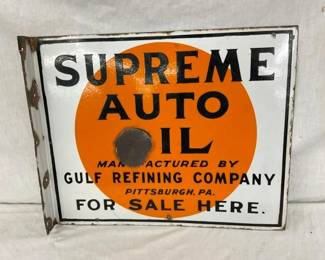 SUPREME
AUTO
OIL
MANUFACTURED BY
GULF REFINING COMPANY
PITTSBURGH, PA.
FOR SALE HERE.